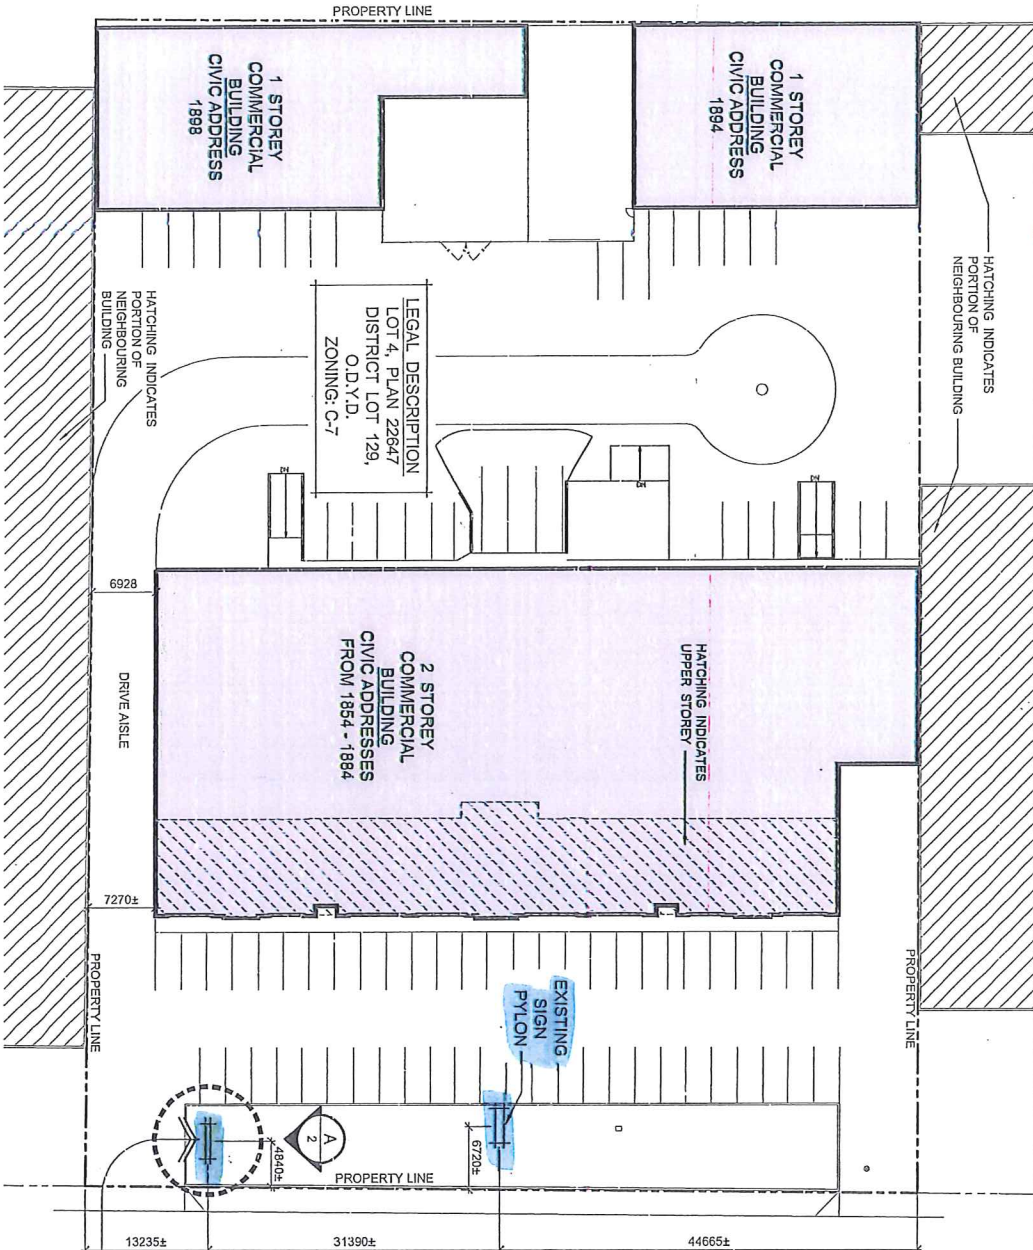 PROPERTY LINE
1 STOREY
COMMERCIAL
BUILDING
CIVIC ADDRESS
1898
1 STOREY
COMMERCIAL
BUILDING
CIVIC ADDRESS
1894
HATCHING INDICATES
PORTION OF
NEIGHBOURING BUILDING
HATCHING INDICATES
PORTION OF
NEIGHBOURING
BUILDING
LEGAL DESCRIPTION
LOT 4, PLAN 22647
DISTRICT LOT 129,
O.D.Y.D.
ZONING: C-7
DN
DN
DN
6928
DRIVE AISLE
7270±
2 STOREY
COMMERCIAL
BUILDING
CIVIC ADDRESSES
FROM 1854 - 1884
HATCHING INDICATES
UPPER STOREY
PROPERTY LINE
PROPERTY LINE
EXISTING
SIGN
PYLON
A
2
4840±
6720±
PROPERTY LINE
13235±
31390±
44665±